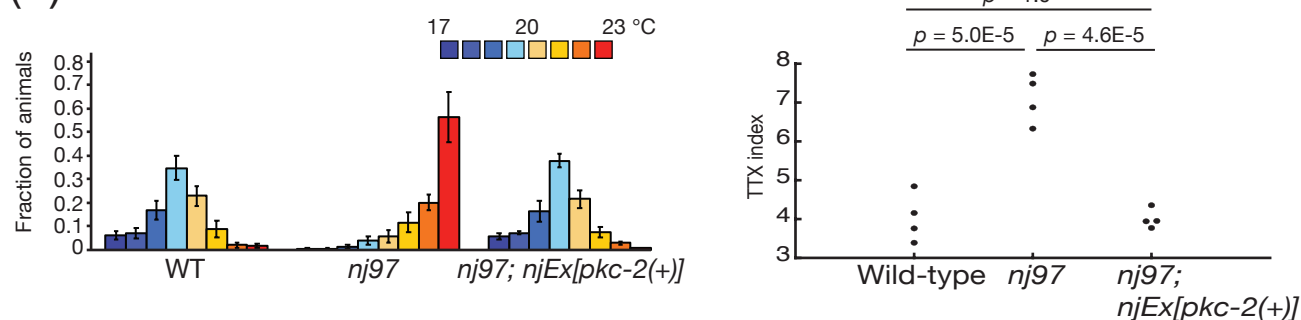 17 20 23 °C
Fraction of animals
0.8
0.7
0.6
0.5
0.4
0.3
0.2
0.1
0
WT nj97 nj97; njEx[pkc-2(+)]
p = 5.0E-5 p = 4.6E-5
TTX index
8
7
6
5
4
3
Wild-type nj97 nj97;
njEx[pkc-2(+)]